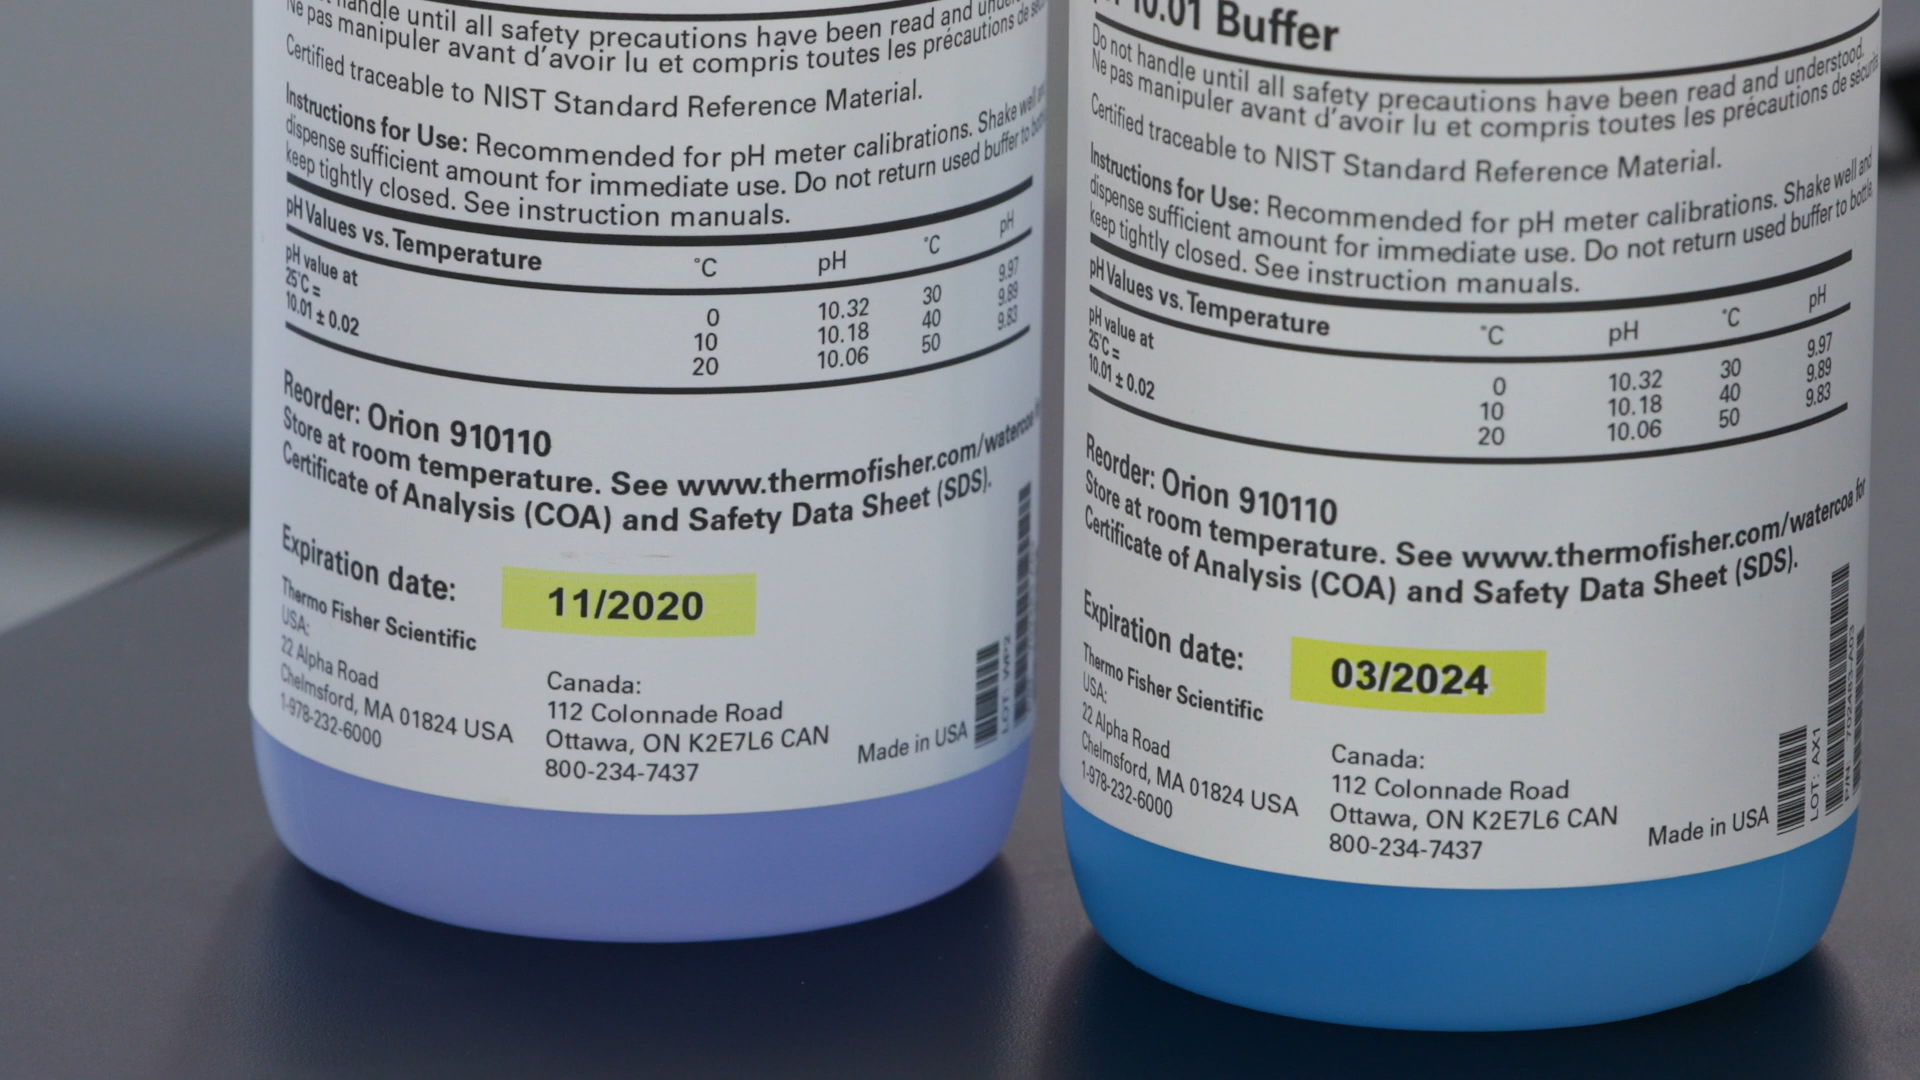 handle until all safety precautions have been read and
Ne pas manipuler avant d'avoir lu et compris toutes les précautions de
Certified traceable to NIST Standard Reference Material.
Instructions for Use: Recommended for pH meter calibrations. Shake well
dispense sufficient amount for immediate use. Do not return used buffer to
keep tightly closed. See instruction manuals.
pH Values vs. Temperature °C pH °C pH
pH value at
25°C =
10.01 ± 0.02
0 10.32 30 9.97
10 10.18 40 9.89
20 10.06 50 9.83
Reorder: Orion 910110
Store at room temperature. See www.thermofisher.com/watercoa
Certificate of Analysis (COA) and Safety Data Sheet (SDS).
Expiration date: 11/2020
Thermo Fisher Scientific
USA:
22 Alpha Road
Chelmsford, MA 01824 USA
1-978-232-6000
Canada:
112 Colonnade Road
Ottawa, ON K2E7L6 CAN
800-234-7437
Made in USA
LOT:
10.01 Buffer
Do not handle until all safety precautions have been read and understood.
Ne pas manipuler avant d'avoir lu et compris toutes les précautions de
Certified traceable to NIST Standard Reference Material.
Instructions for Use: Recommended for pH meter calibrations. Shake well and
dispense sufficient amount for immediate use. Do not return used buffer to bottle,
keep tightly closed. See instruction manuals.
pH Values vs. Temperature °C pH °C pH
pH value at
25°C =
10.01 ± 0.02
0 10.32 30 9.97
10 10.18 40 9.89
20 10.06 50 9.83
Reorder: Orion 910110
Store at room temperature. See www.thermofisher.com/watercoa for
Certificate of Analysis (COA) and Safety Data Sheet (SDS).
Expiration date: 03/2024
Thermo Fisher Scientific
USA:
22 Alpha Road
Chelmsford, MA 01824 USA
1-978-232-6000
Canada:
112 Colonnade Road
Ottawa, ON K2E7L6 CAN
800-234-7437
Made in USA
LOT: AX1